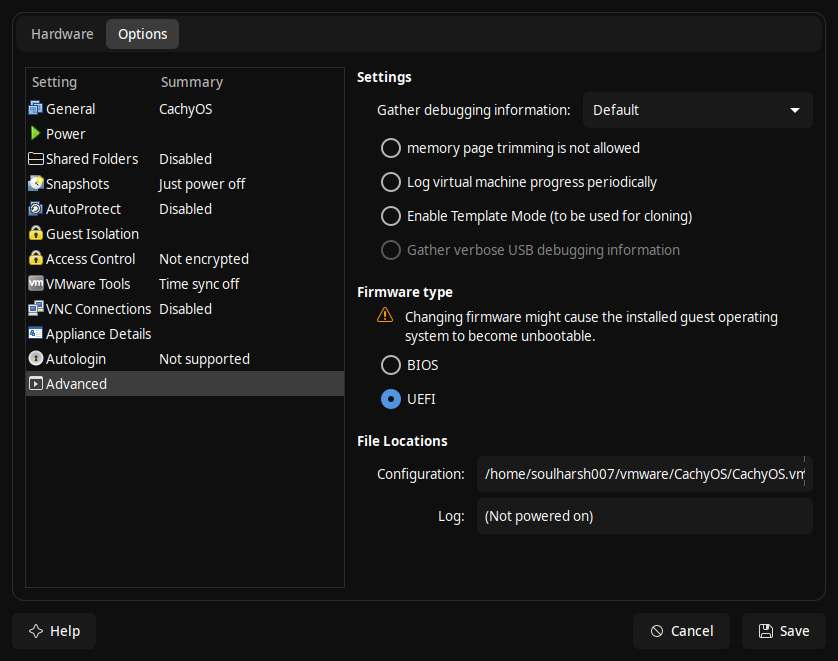 Hardware Options
Setting Summary
General CachyOS
Power
Shared Folders Disabled
Snapshots Just power off
AutoProtect Disabled
Guest Isolation
Access Control Not encrypted
VMware Tools Time sync off
VNC Connections Disabled
Appliance Details
Autologin Not supported
Advanced
Settings
Gather debugging information: Default
memory page trimming is not allowed
Log virtual machine progress periodically
Enable Template Mode (to be used for cloning)
Gather verbose USB debugging information
Firmware type
Changing firmware might cause the installed guest operating
system to become unbootable.
BIOS
UEFI
File Locations
Configuration: /home/soulharsh007/vmware/CachyOS/CachyOS.vm
Log: (Not powered on)
Help Cancel Save